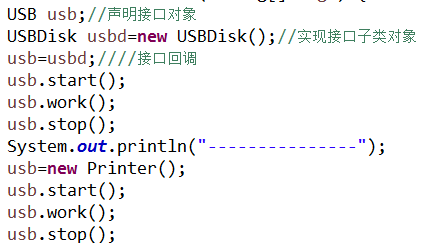 USB usb;//声明接口对象
USBDisk usbd=new USBDisk();//实现接口子类对象
usb=usbd;////接口回调
usb.start();
usb.work();
usb.stop();
System.out.println("---------------");
usb=new Printer();
usb.start();
usb.work();
usb.stop();